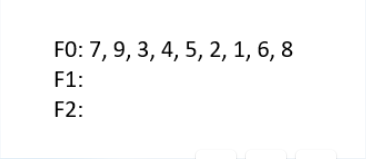 F0: 7, 9, 3, 4, 5, 2, 1, 6, 8
F1:
F2: